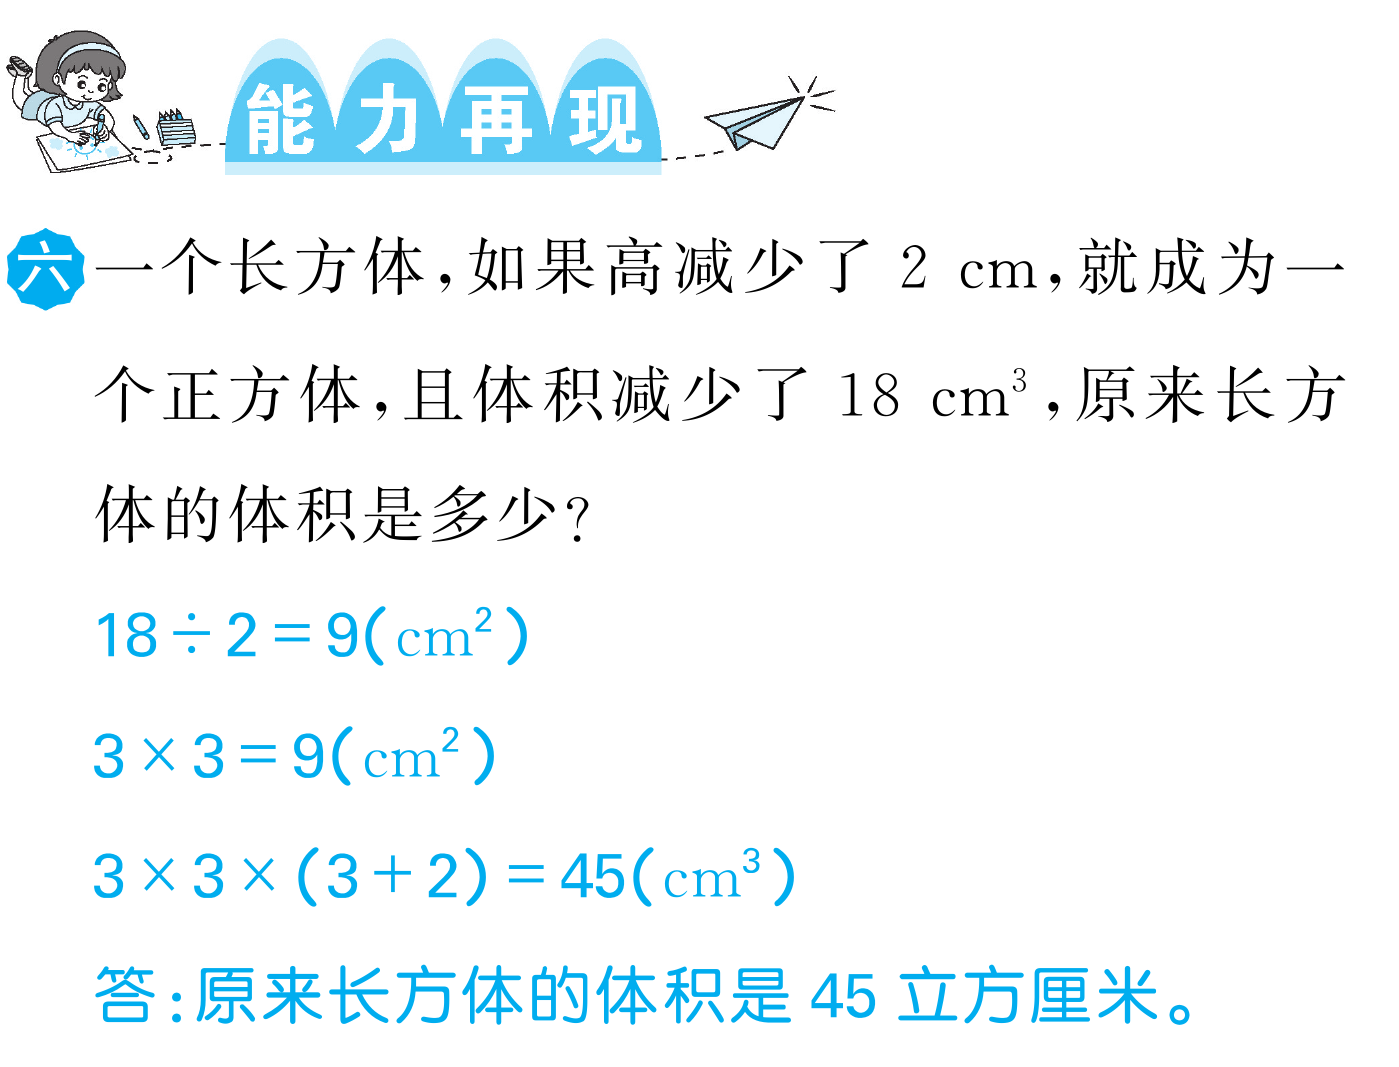 能力再现
六 一个长方体,如果高减少了 2 cm,就成为一
个正方体,且体积减少了 18 cm³,原来长方
体的体积是多少?
18÷2=9(cm²)
3×3=9(cm²)
3×3×(3+2)=45(cm³)
答:原来长方体的体积是 45 立方厘米。